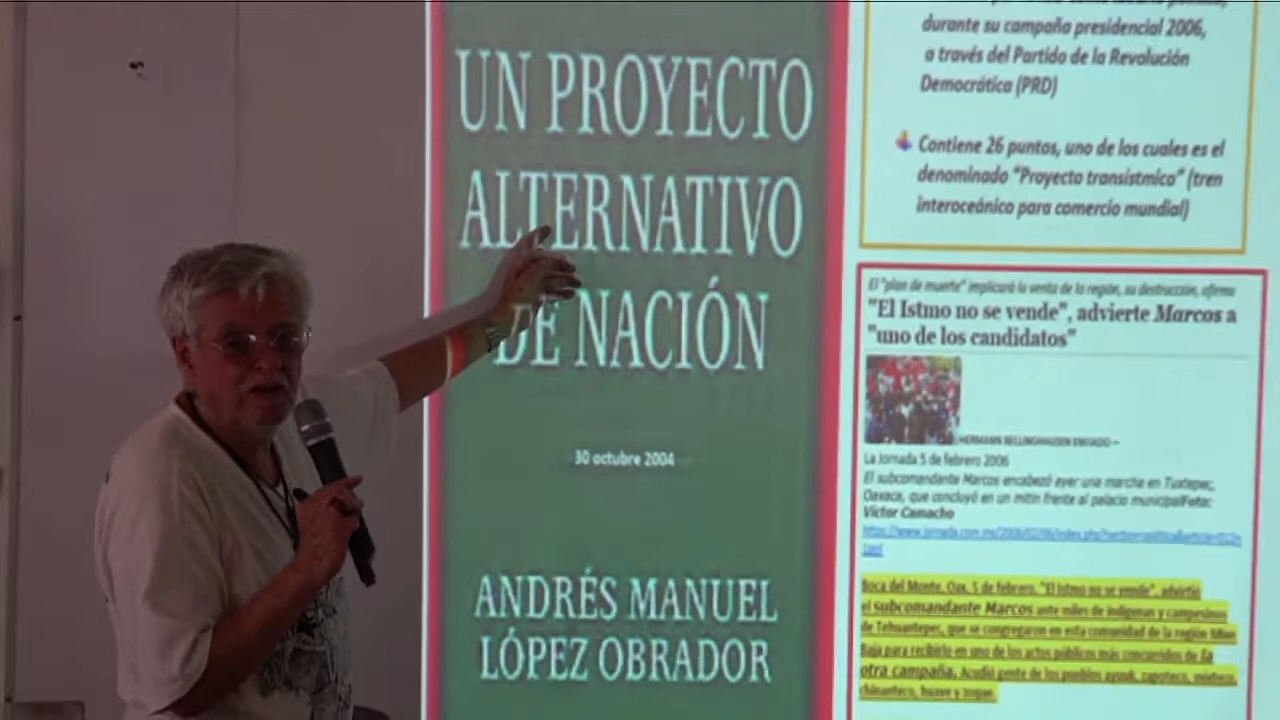 UN PROYECTO
ALTERNATIVO
DE NACIÓN
30 octubre 2004
ANDRÉS MANUEL
LÓPEZ OBRADOR
durante su campaña presidencial 2006,
a través del Partido de la Revolución
Democrática (PRD)
Contiene 26 puntos, uno de los cuales es el
denominado "Proyecto transístmico" (tren
interoceánico para comercio mundial)
El "plan de muerte" implicará la venta de la región, su destrucción, afirma
"El Istmo no se vende", advierte Marcos a
"uno de los candidatos"
HERMANN BELLINGHAUSEN ENVIADO
La Jornada 5 de febrero 2006
El subcomandante Marcos encabezó ayer una marcha en Tuxtepec,
Oaxaca, que concluyó en un mitin frente al palacio municipalFoto:
Víctor Camacho
Boca del Monte, Oax, 5 de febrero. "El Istmo no se vende", advirtió
el subcomandante Marcos ante miles de indígenas y campesinos
de Tehuantepec, que se congregaron en esta comunidad de la región Mixe
Baja para recibirlo en uno de los actos públicos más concurridos de la
otra campaña. Acudió gente de los pueblos ayuuk, zapoteco, mixteco,
chinanteco, huave y zoque.